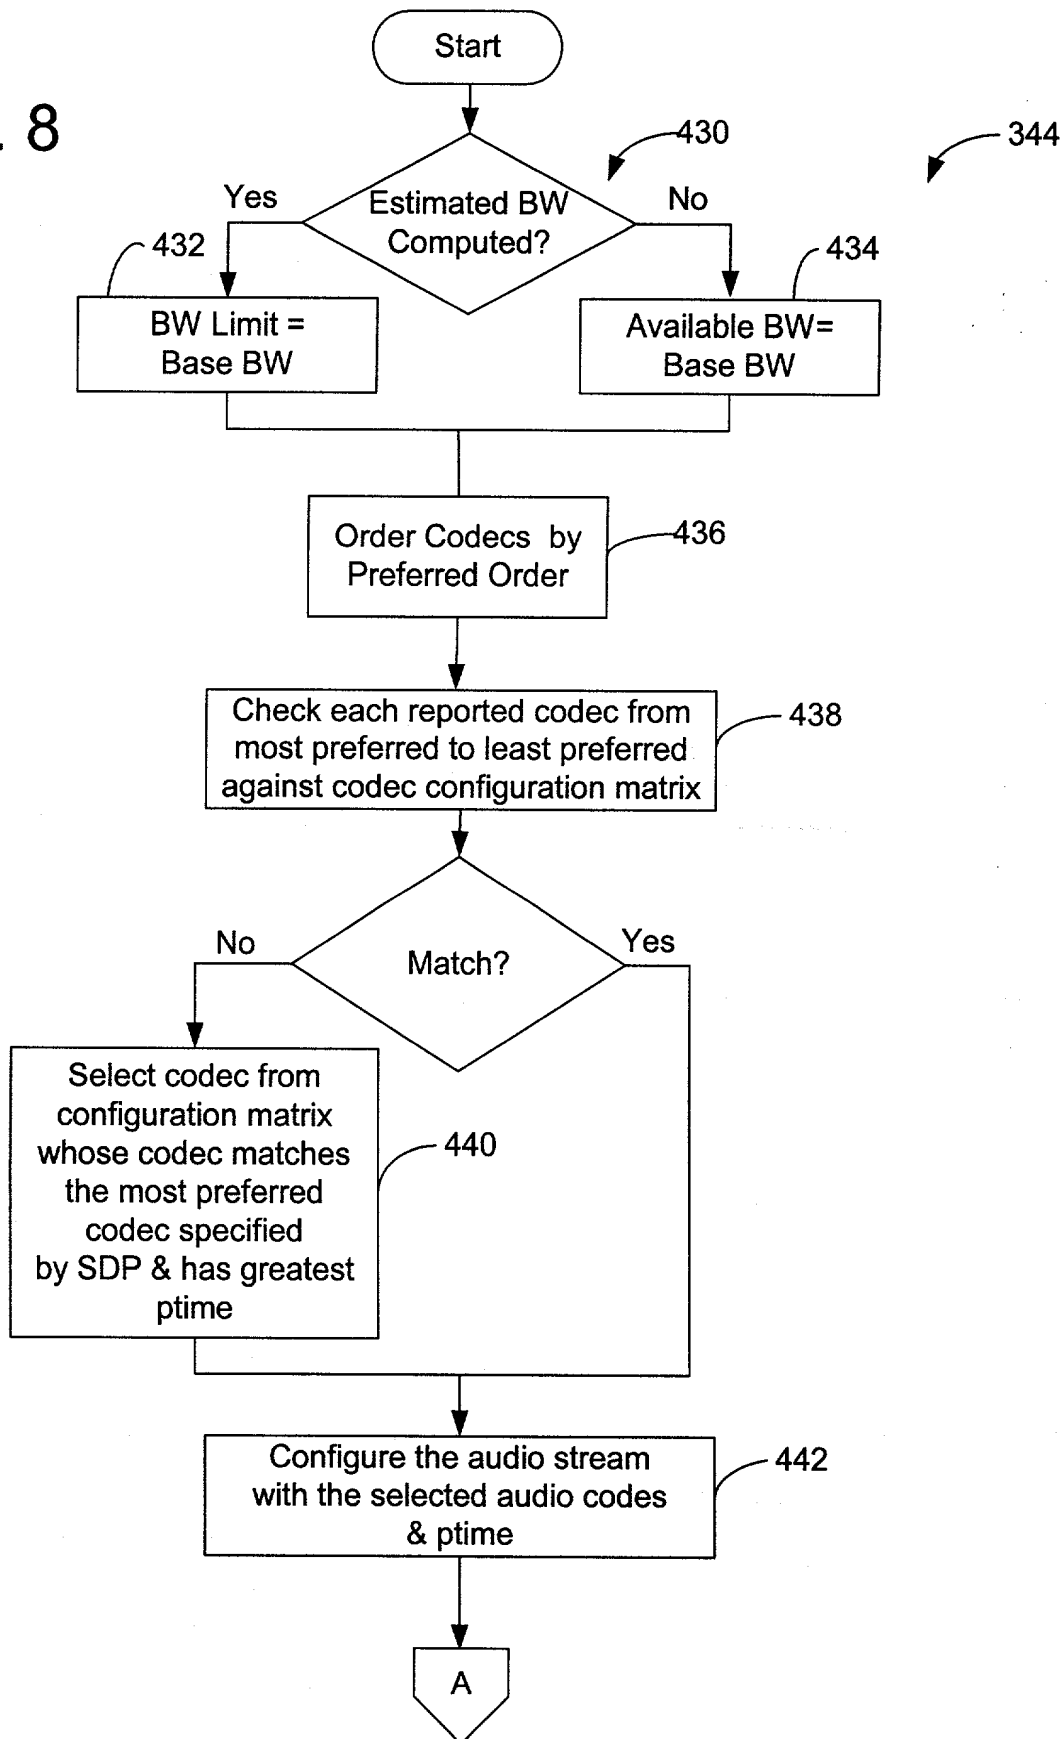 Start
. 8
430
344
Yes
Estimated BW
Computed?
No
432
434
BW Limit =
Base BW
Available BW=
Base BW
Order Codecs by
Preferred Order
436
Check each reported codec from
most preferred to least preferred
against codec configuration matrix
438
No
Match?
Yes
Select codec from
configuration matrix
whose codec matches
the most preferred
codec specified
by SDP & has greatest
ptime
440
Configure the audio stream
with the selected audio codes
& ptime
442
A